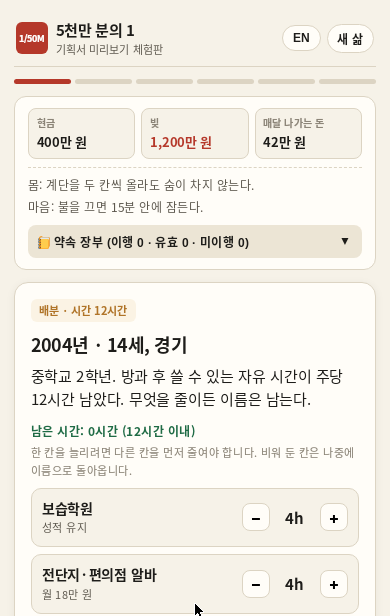 1/50M
5천만 분의 1
기획서 미리보기 체험판
EN
새 삶
현금
400만 원
빚
1,200만 원
매달 나가는 돈
42만 원
몸: 계단을 두 칸씩 올라도 숨이 차지 않는다.
마음: 불을 끄면 15분 안에 잠든다.
📒 약속 장부 (이행 0 · 유효 0 · 미이행 0) ▼
배분 · 시간 12시간
2004년 · 14세, 경기
중학교 2학년. 방과 후 쓸 수 있는 자유 시간이 주당
12시간 남았다. 무엇을 줄이든 이름은 남는다.
남은 시간: 0시간 (12시간 이내)
한 칸을 늘리려면 다른 칸을 먼저 줄여야 합니다. 비워 둔 칸은 나중에
이름으로 돌아옵니다.
보습학원
성적 유지
− 4h +
전단지·편의점 알바
월 18만 원
− 4h +